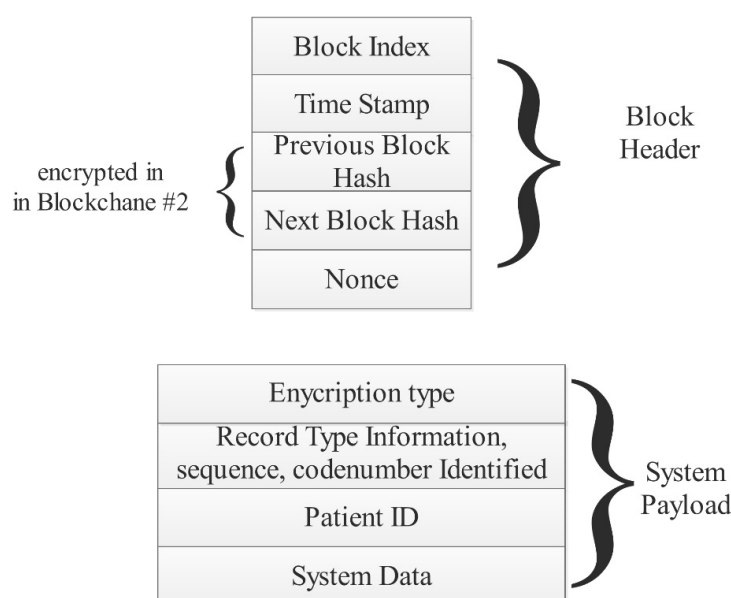 Block Index
Time Stamp
Previous Block
Hash
Next Block Hash
Nonce
encrypted in
in Blockchane #2
Block
Header
Enycription type
Record Type Information,
sequence, codenumber Identified
Patient ID
System Data
System
Payload